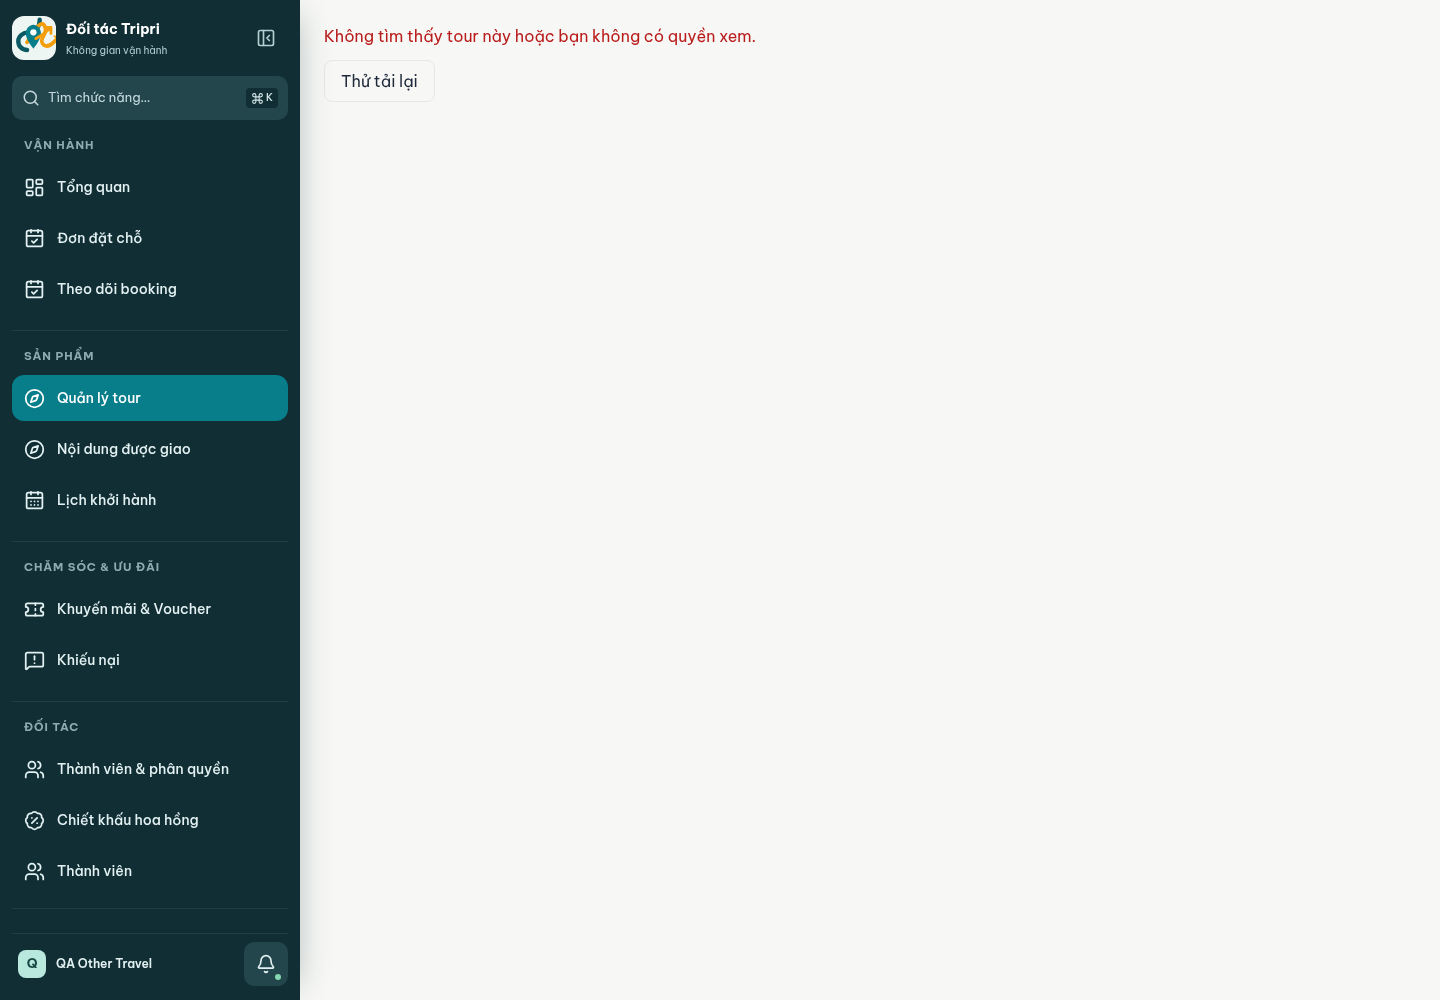 Đối tác Tripri
Không gian vận hành
Tìm chức năng...
⌘K
VẬN HÀNH
Tổng quan
Đơn đặt chỗ
Theo dõi booking
SẢN PHẨM
Quản lý tour
Nội dung được giao
Lịch khởi hành
CHĂM SÓC & ƯU ĐÃI
Khuyến mãi & Voucher
Khiếu nại
ĐỐI TÁC
Thành viên & phân quyền
Chiết khấu hoa hồng
Thành viên
Q
QA Other Travel
Không tìm thấy tour này hoặc bạn không có quyền xem.
Thử tải lại